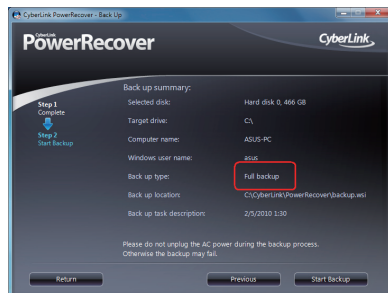 CyberLink PowerRecover - Back Up
CyberLink
PowerRecover
CyberLink
Back up summary:
Step 1
Complete
Step 2
Start Backup
Selected disk: Hard disk 0, 466 GB
Target drive: C:\
Computer name: ASUS-PC
Windows user name: asus
Back up type: Full backup
Back up location: C:\CyberLink\PowerRecover\backup.wsi
Back up task description: 2/5/2010 1:30
Please do not unplug the AC power during the backup process.
Otherwise the backup may fail.
Return Previous Start Backup